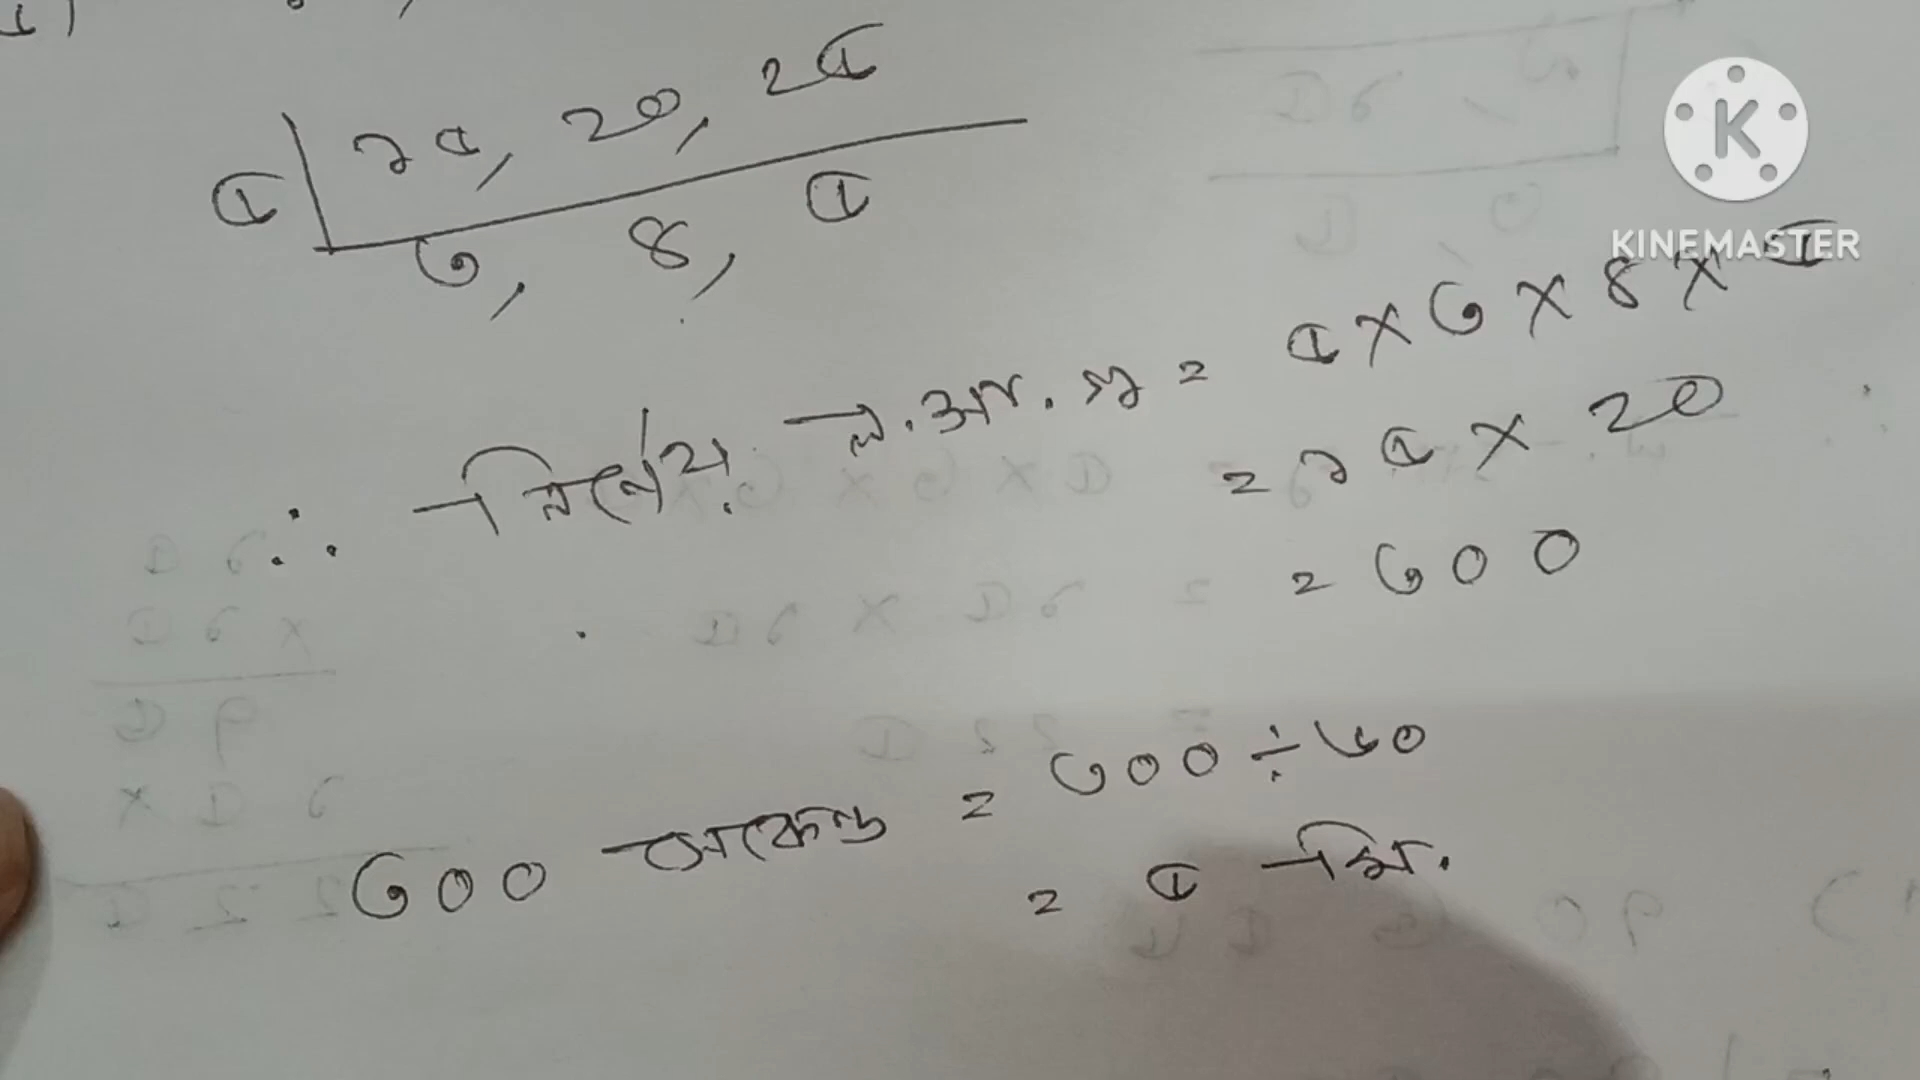 ১৫, ২০, ২৫
৫
৩, ৪, ৫
∴ নির্ণেয় ল.সা.গু = ৫ × ৩ × ৪ × ৫
= ১৫ × ২০
= ৩০০
৩০০ সেকেন্ড = ৩০০ ÷ ৬০
= ৫ মি.
K
KINEMASTER